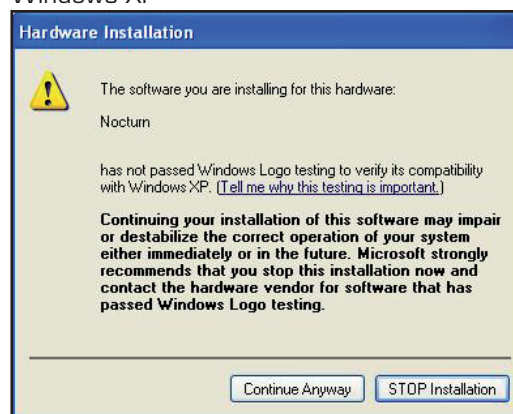 Windows XP
Hardware Installation
The software you are installing for this hardware:
Nocturn
has not passed Windows Logo testing to verify its compatibility
with Windows XP. (Tell me why this testing is important.)
Continuing your installation of this software may impair
or destabilize the correct operation of your system
either immediately or in the future. Microsoft strongly
recommends that you stop this installation now and
contact the hardware vendor for software that has
passed Windows Logo testing.
Continue Anyway
STOP Installation